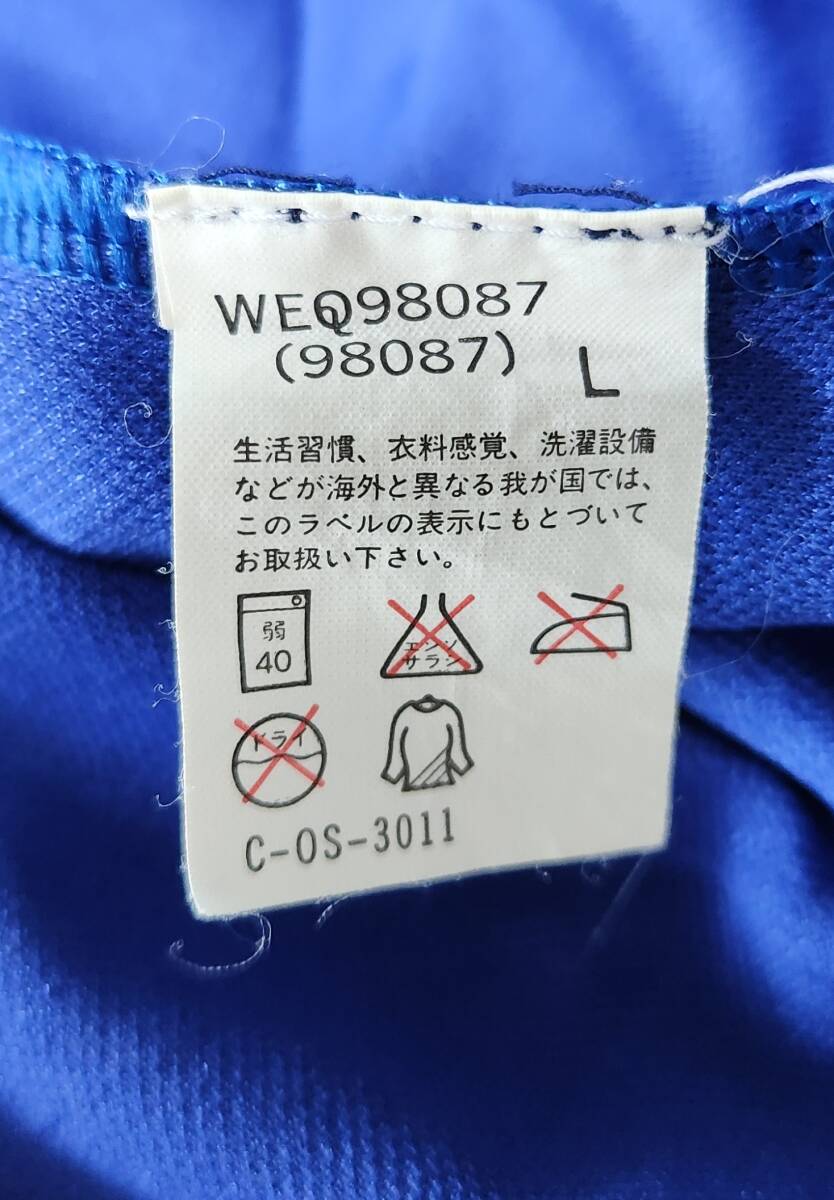 WEQ98087
(98087)
L
生活習慣、衣料感覚、洗濯設備
などが海外と異なる我が国では、
このラベルの表示にもとづいて
お取扱い下さい。
弱
40
エンソ
サラシ
ドライ
C-OS-3011